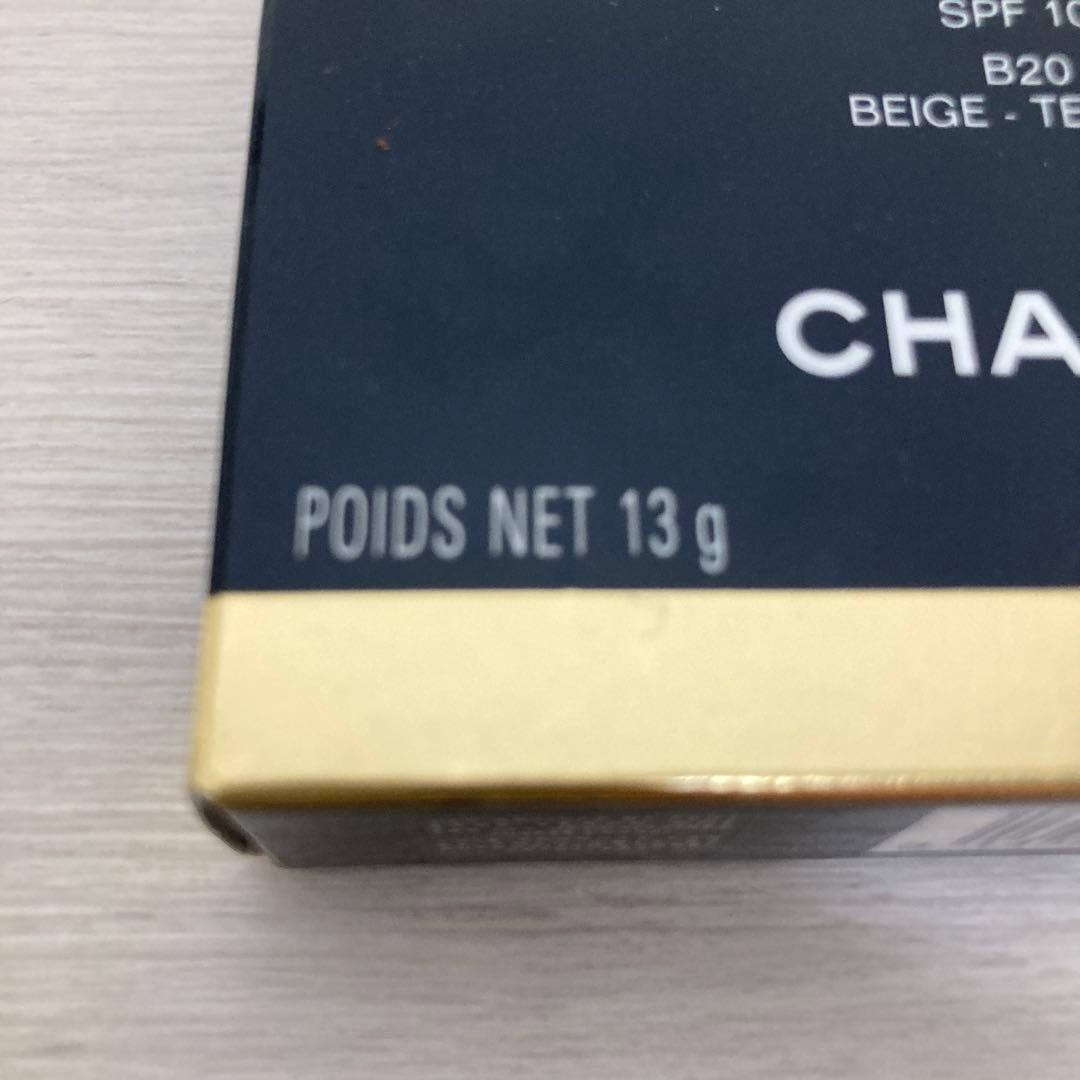 SPF 10
B20
BEIGE - TE
CHA
POIDS NET 13 g